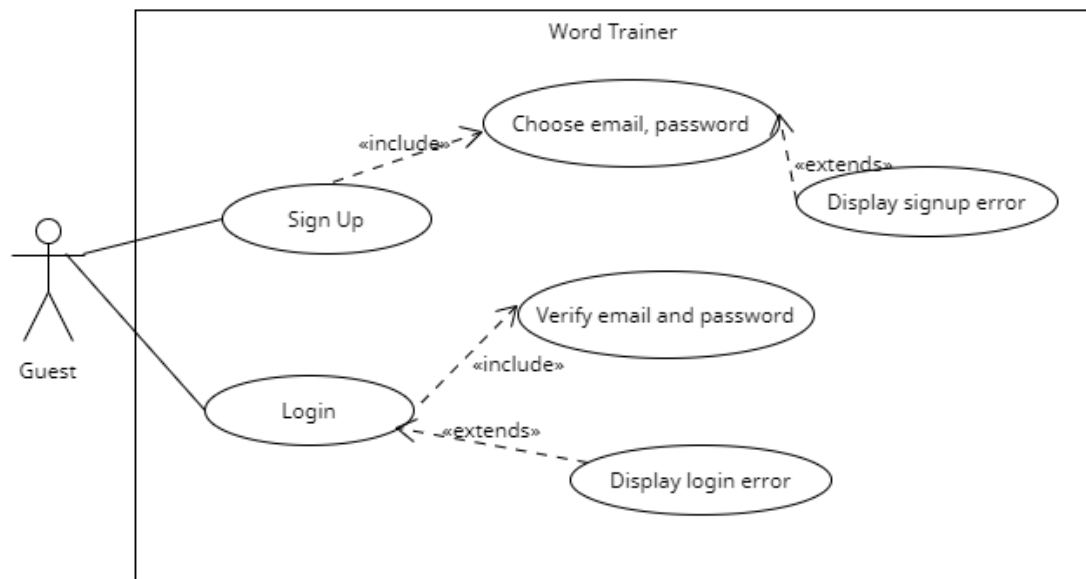 Word Trainer
Choose email, password
«include»
«extends»
Sign Up
Display signup error
Verify email and password
«include»
Guest
Login
«extends»
Display login error